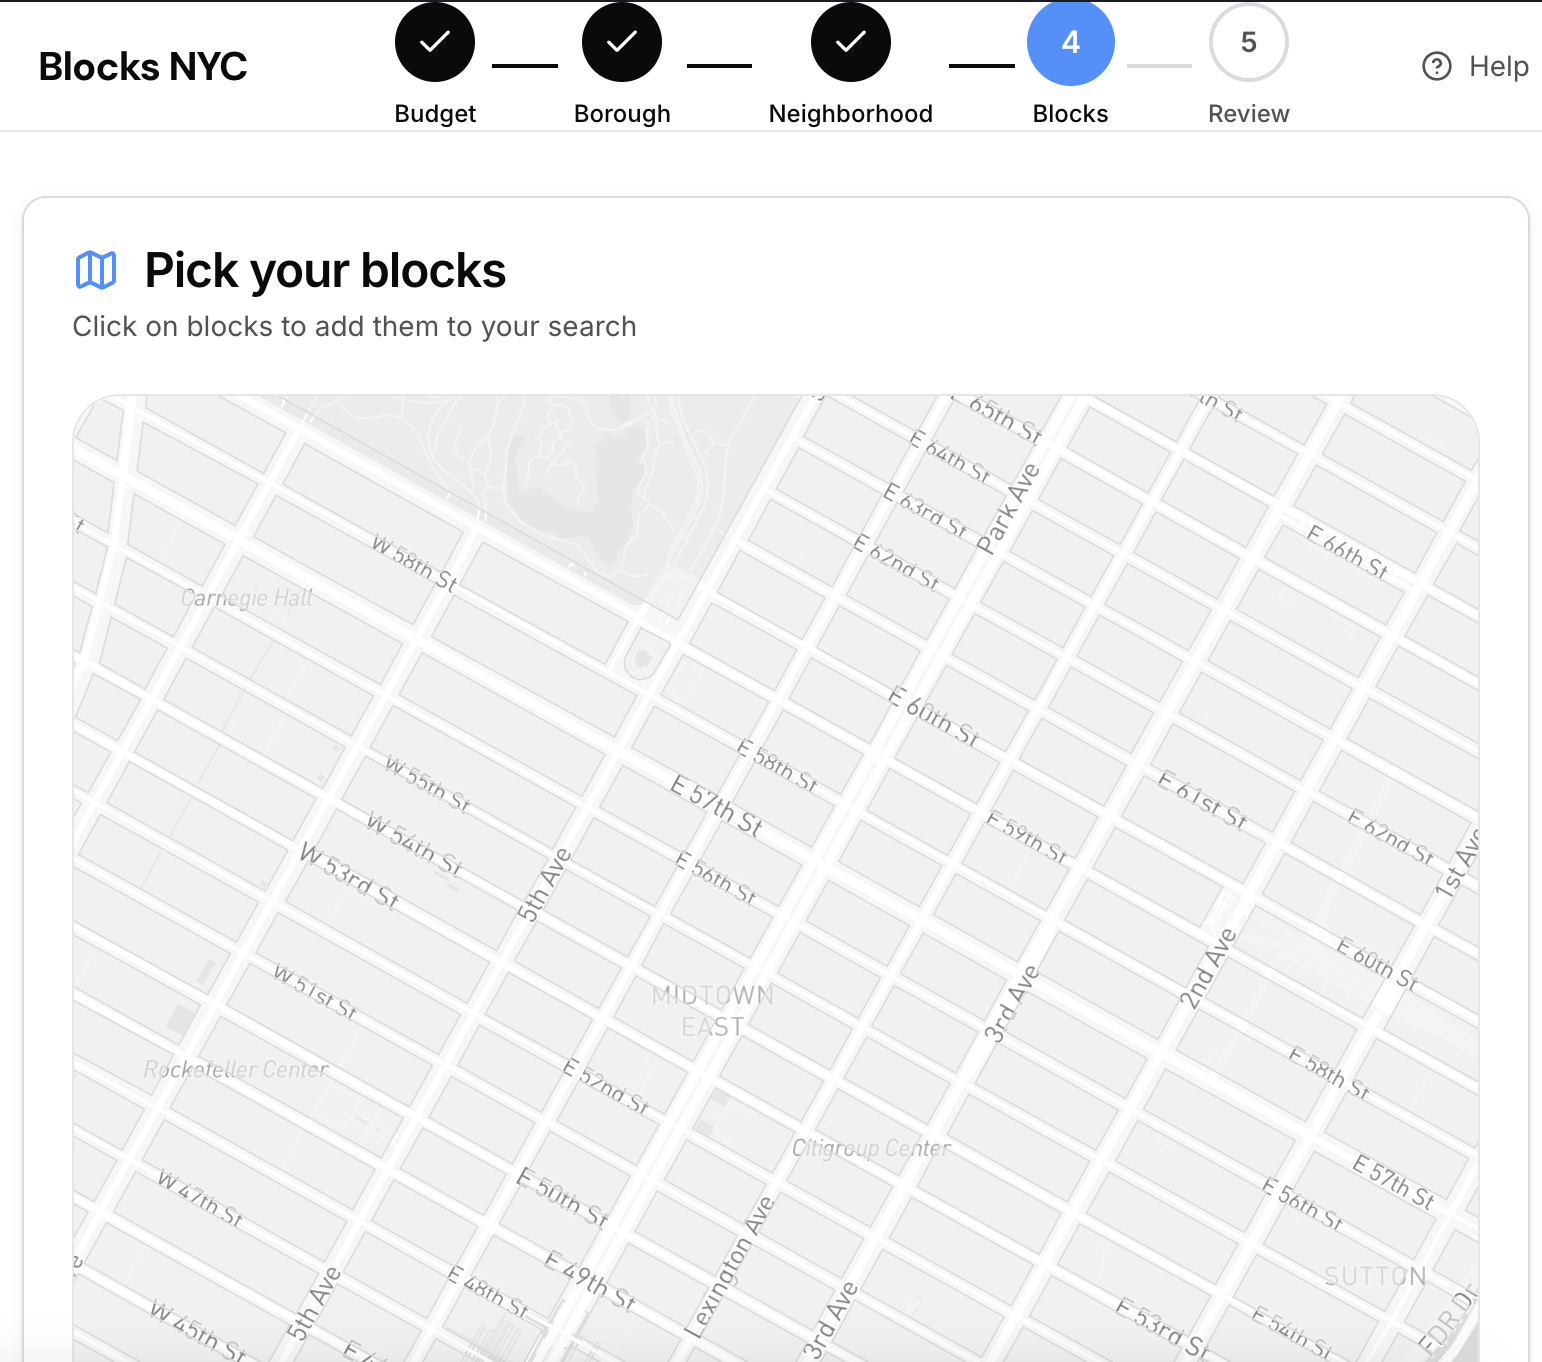 Blocks NYC
Budget
Borough
Neighborhood
4
Blocks
5
Review
Help
Pick your blocks
Click on blocks to add them to your search
E 65th St
E 64th St
E 63rd St
E 62nd St
Park Ave
E 66th St
W 58th St
Carnegie Hall
E 60th St
E 58th St
E 57th St
E 56th St
W 55th St
W 54th St
W 53rd St
5th Ave
E 59th St
E 61st St
E 62nd St
1st Ave
2nd Ave
3rd Ave
E 60th St
W 51st St
MIDTOWN
EAST
Rockefeller Center
E 52nd St
E 58th St
Citigroup Center
W 47th St
E 50th St
E 57th St
E 56th St
E 49th St
E 48th St
Lexington Ave
SUTTON
5th Ave
3rd Ave
W 45th St
E 53rd St
E 54th St
FDR Dr